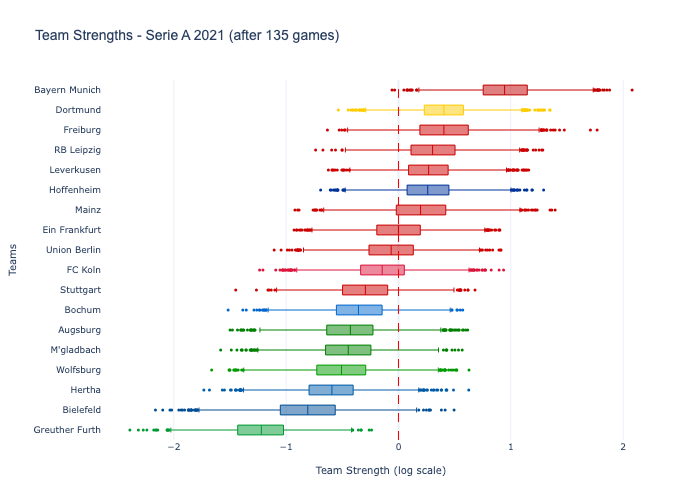 Team Strengths - Serie A 2021 (after 135 games)
Bayern Munich
Dortmund
Freiburg
RB Leipzig
Leverkusen
Hoffenheim
Mainz
Ein Frankfurt
Union Berlin
FC Koln
Stuttgart
Bochum
Augsburg
M'gladbach
Wolfsburg
Hertha
Bielefeld
Greuther Furth
Teams
−2 −1 0 1 2
Team Strength (log scale)